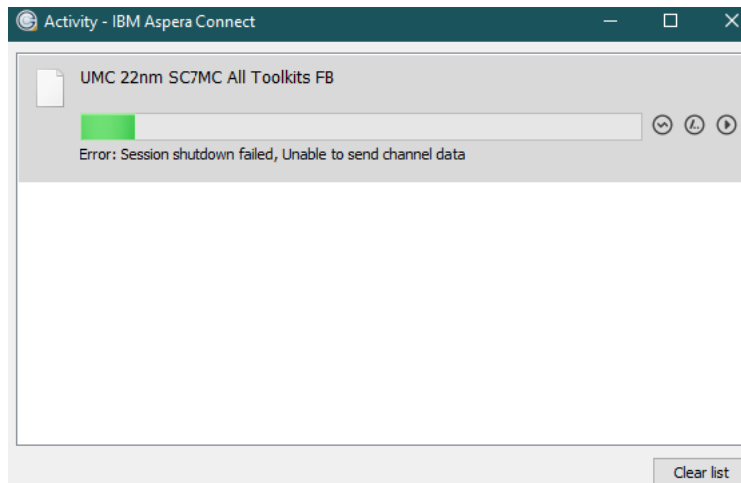 Activity - IBM Aspera Connect
UMC 22nm SC7MC All Toolkits FB
Error: Session shutdown failed, Unable to send channel data
Clear list